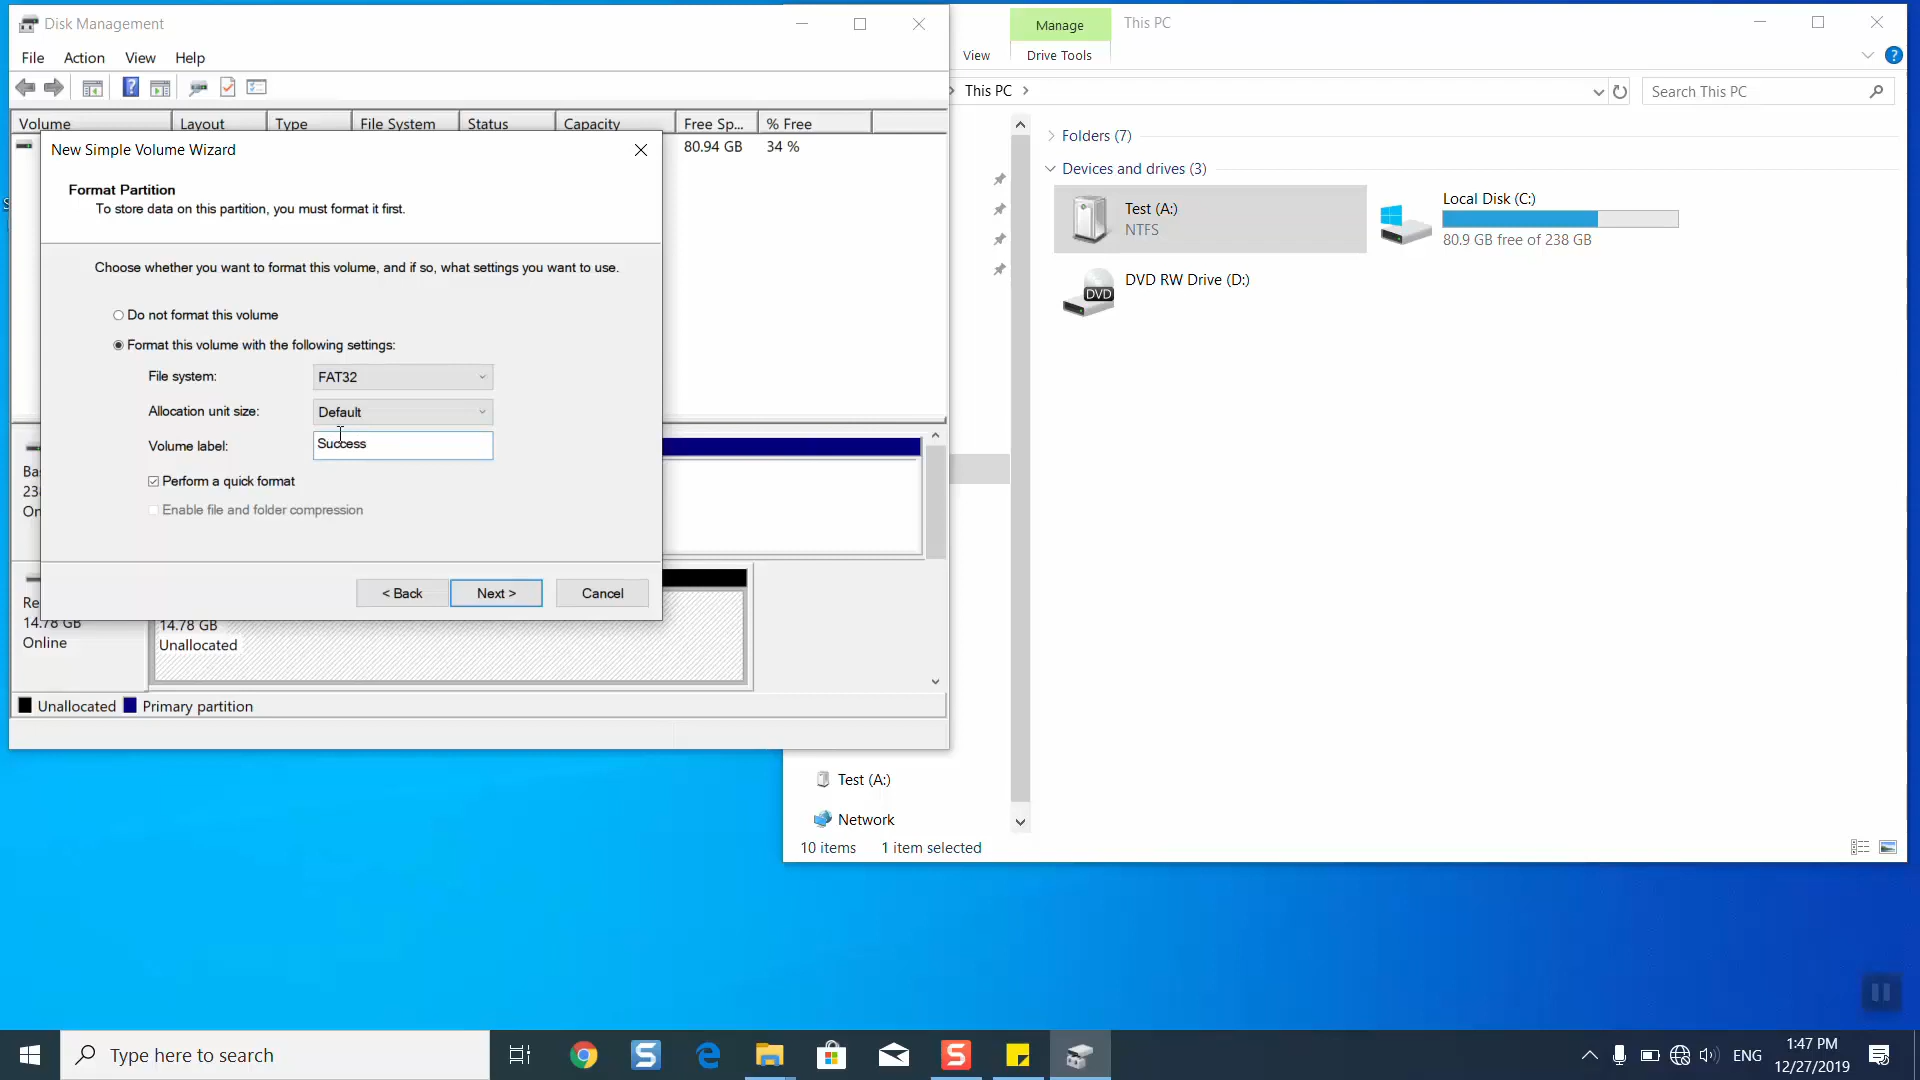 Disk Management
File Action View Help
Volume Layout Type File System Status Capacity Free Sp... % Free
80.94 GB 34 %
New Simple Volume Wizard
Format Partition
To store data on this partition, you must format it first.
Choose whether you want to format this volume, and if so, what settings you want to use.
Do not format this volume
Format this volume with the following settings:
File system: FAT32
Allocation unit size: Default
Volume label: Success
Perform a quick format
Enable file and folder compression
< Back Next > Cancel
Ba
23
On
Re
14.78 GB
Online
14.78 GB
Unallocated
Unallocated Primary partition
Manage This PC
View Drive Tools
This PC
Search This PC
Folders (7)
Devices and drives (3)
Test (A:)
NTFS
Local Disk (C:)
80.9 GB free of 238 GB
DVD
DVD RW Drive (D:)
Test (A:)
Network
10 items 1 item selected
Type here to search
ENG
1:47 PM
12/27/2019